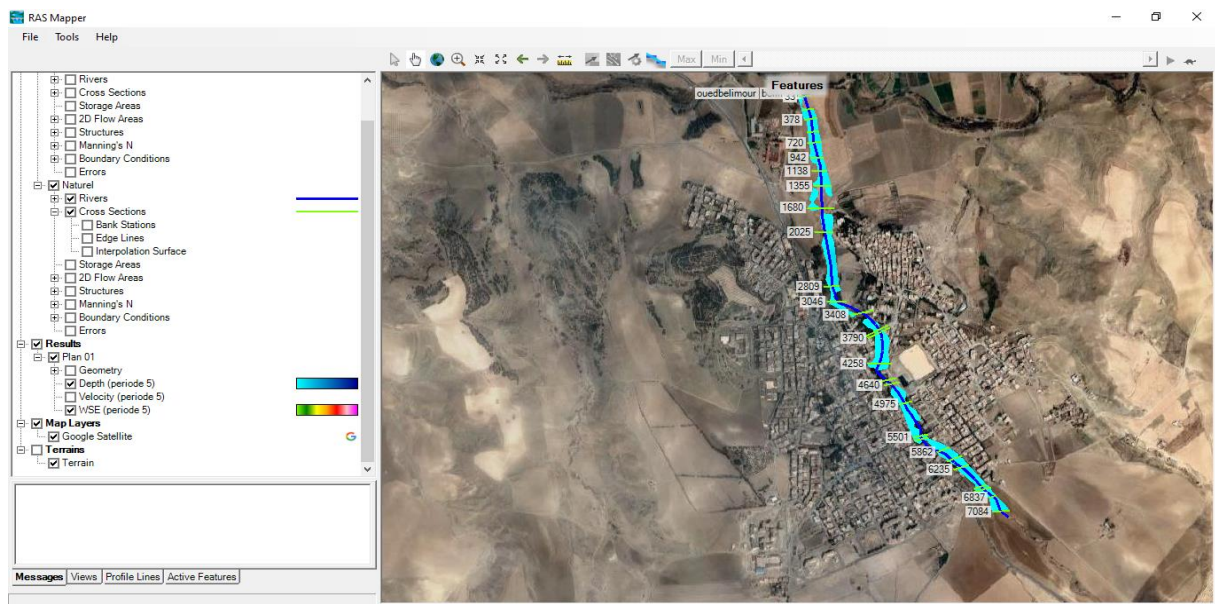 RAS Mapper
File Tools Help
Max Min
Rivers
Cross Sections
Storage Areas
2D Flow Areas
Structures
Manning's N
Boundary Conditions
Errors
Naturel
Rivers
Cross Sections
Bank Stations
Edge Lines
Interpolation Surface
Storage Areas
2D Flow Areas
Structures
Manning's N
Boundary Conditions
Errors
Results
Plan 01
Geometry
Depth (periode 5)
Velocity (periode 5)
WSE (periode 5)
Map Layers
Google Satellite
G
Terrains
Terrain
Messages Views Profile Lines Active Features
Features
ouedbelimour
33
378
720
942
1138
1355
1680
2025
2809
3046
3408
3790
4258
4640
4975
5501
5862
6235
6837
7084